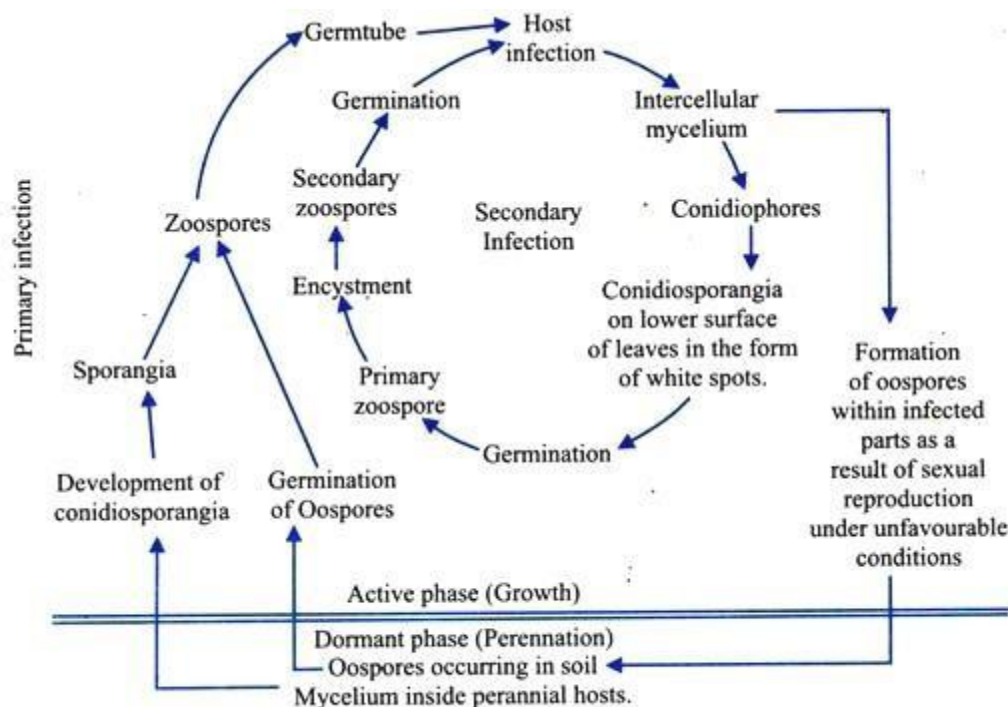 Germtube
Host
infection
Germination
Intercellular
mycelium
Secondary
zoospores
Secondary
Infection
Conidiophores
Zoospores
Primary infection
Encystment
Conidiosporangia
on lower surface
of leaves in the form
of white spots.
Sporangia
Primary
zoospore
Formation
of oospores
within infected
parts as a
result of sexual
reproduction
under unfavourable
conditions
Germination
Development of
conidiosporangia
Germination
of Oospores
Active phase (Growth)
Dormant phase (Perennation)
Oospores occurring in soil
Mycelium inside perannial hosts.